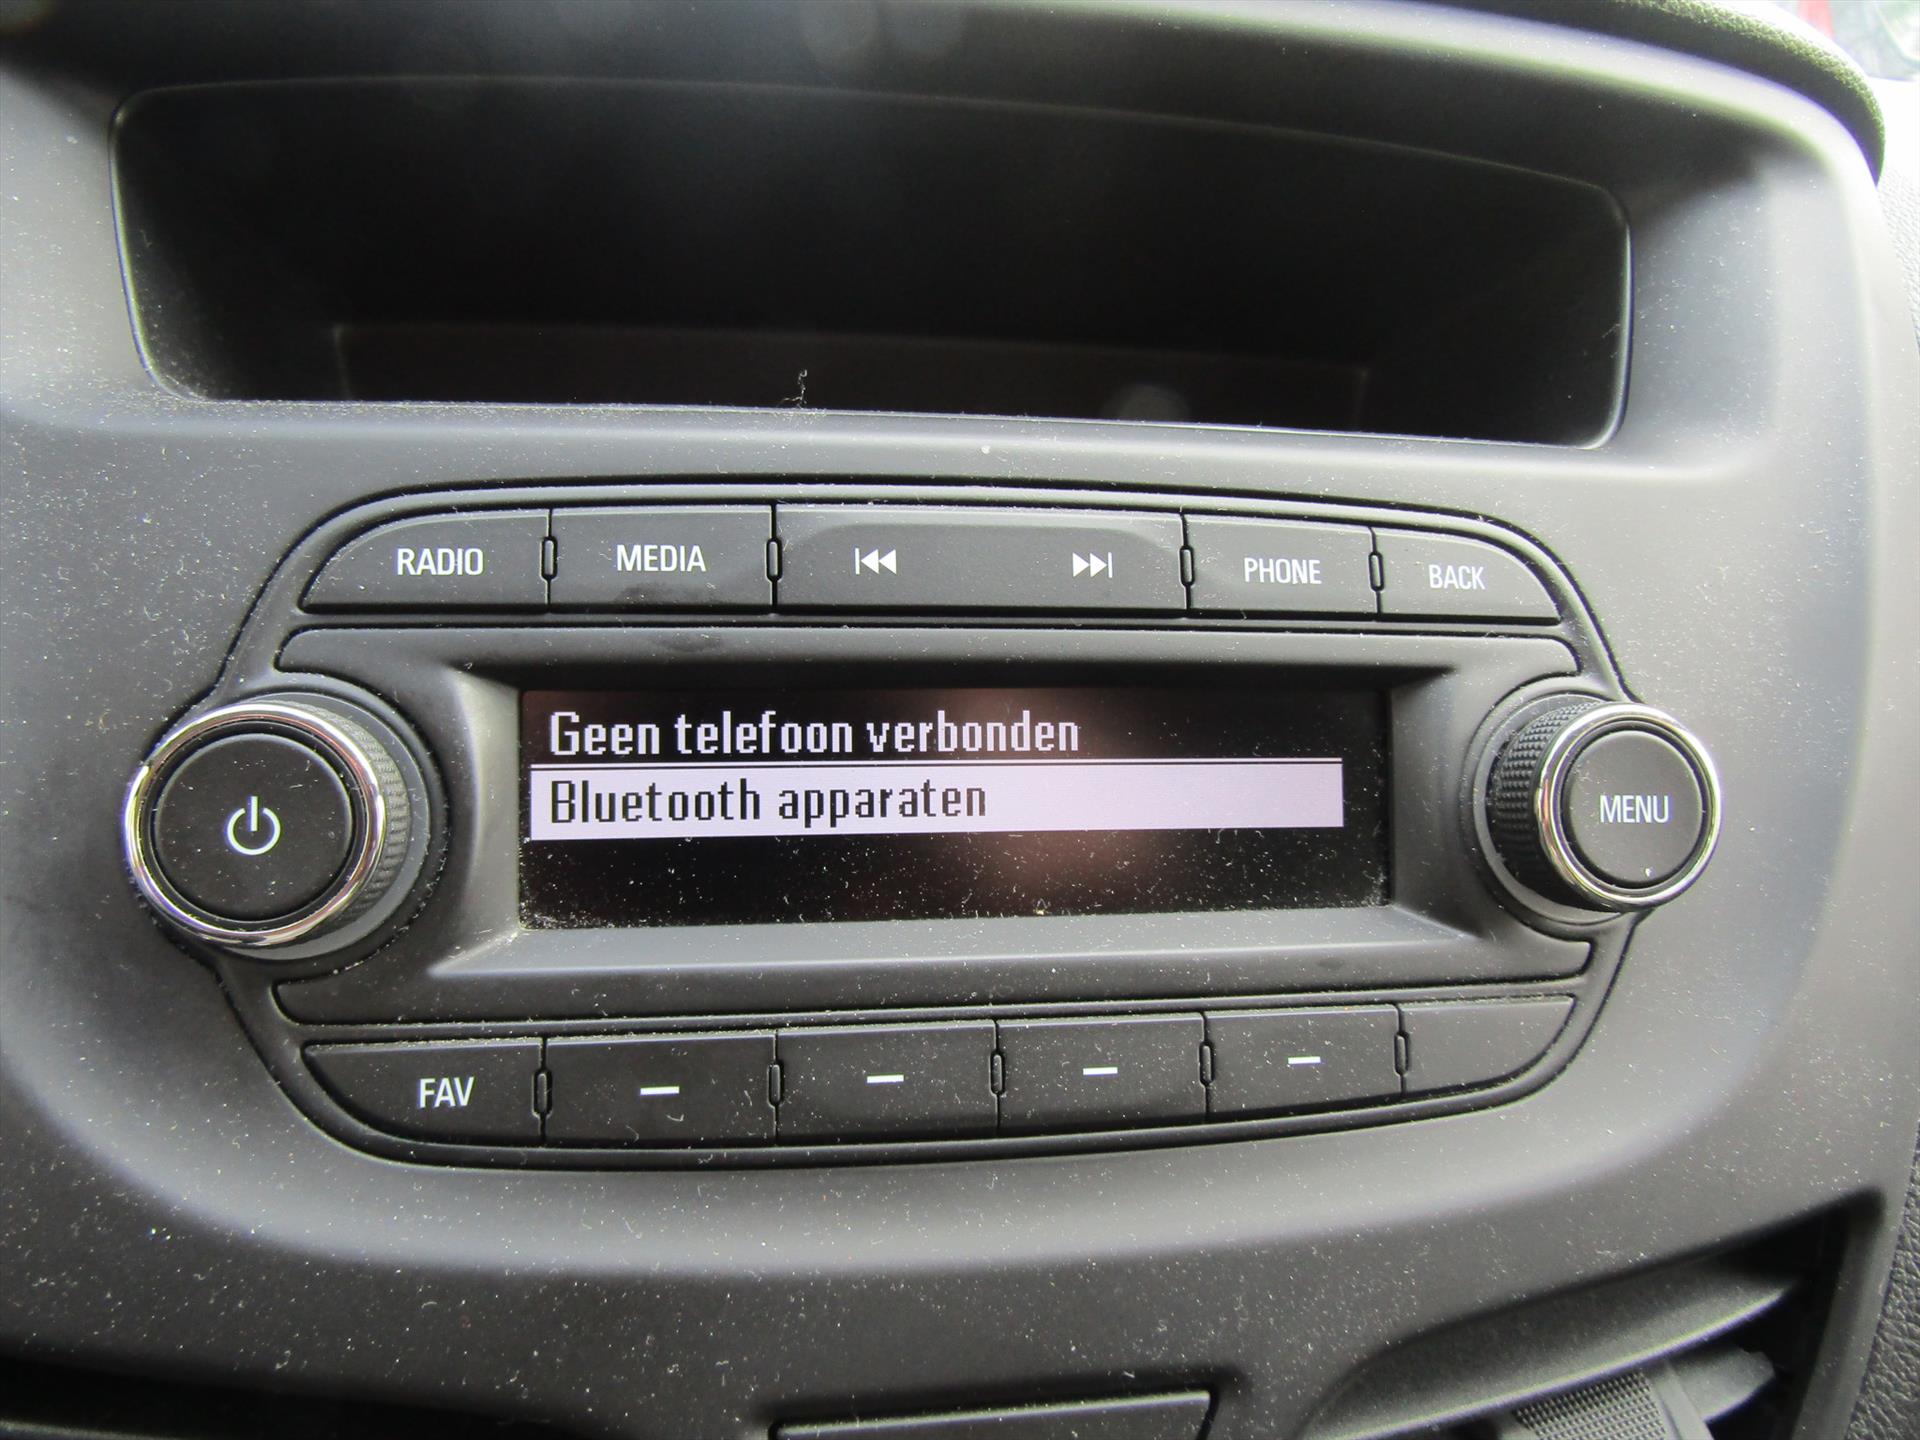 RADIO MEDIA PHONE BACK
Geen telefoon verbonden
Bluetooth apparaten
MENU
FAV